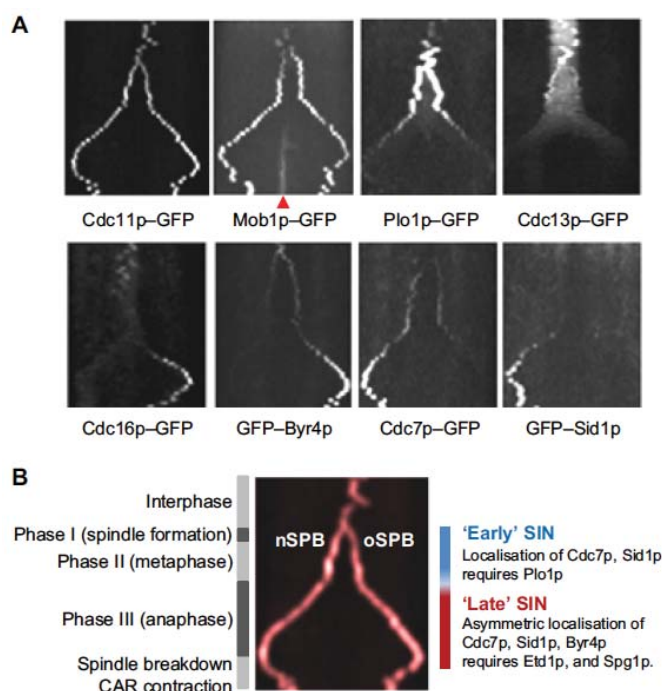 A
Cdc11p–GFP
Mob1p–GFP
Plo1p–GFP
Cdc13p–GFP
Cdc16p–GFP
GFP–Byr4p
Cdc7p–GFP
GFP–Sid1p
B
Interphase
Phase I (spindle formation)
Phase II (metaphase)
Phase III (anaphase)
Spindle breakdown
CAR contraction
nSPB
oSPB
‘Early’ SIN
Localisation of Cdc7p, Sid1p
requires Plo1p
‘Late’ SIN
Asymmetric localisation of
Cdc7p, Sid1p, Byr4p
requires Etd1p, and Spg1p.